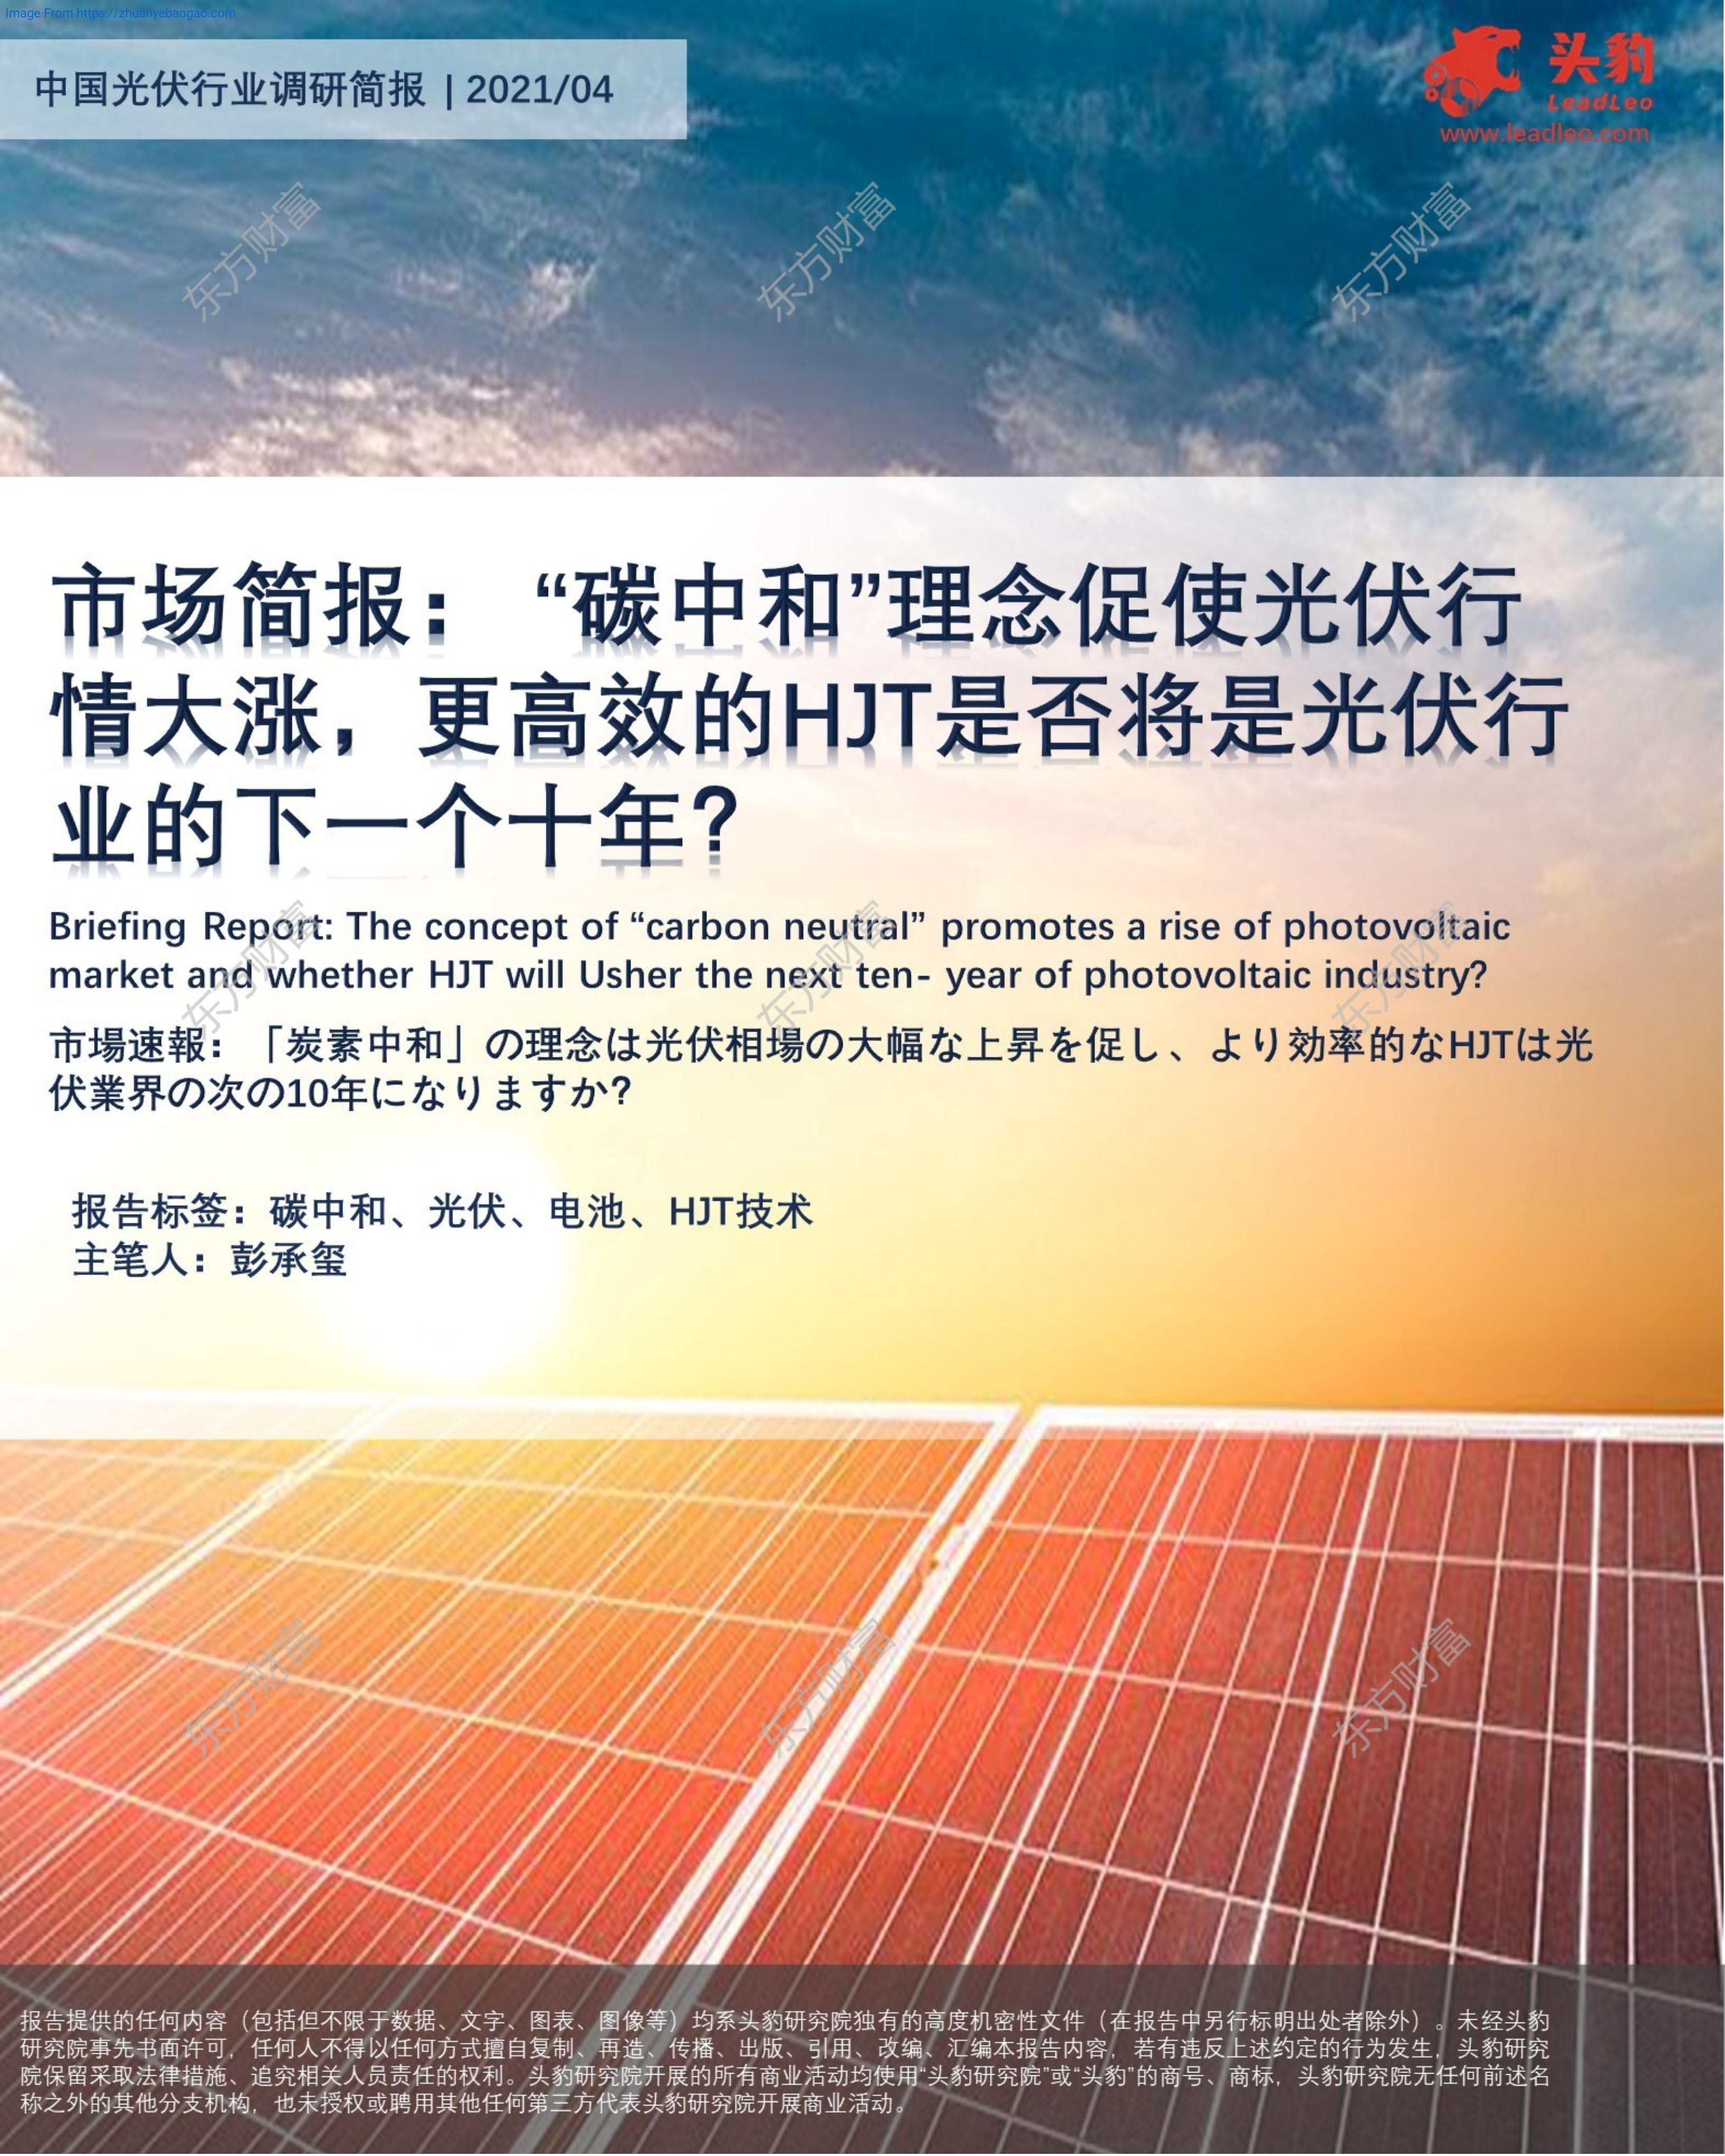 Image From https://zhuanyebaogao.com
中国光伏行业调研简报 | 2021/04
头豹
LeadLeo
www.leadleo.com
东方财富 东方财富 东方财富
市场简报： “碳中和”理念促使光伏行
情大涨，更高效的HJT是否将是光伏行
业的下一个十年？
Briefing Report: The concept of “carbon neutral” promotes a rise of photovoltaic
market and whether HJT will Usher the next ten- year of photovoltaic industry?
东方财富 东方财富 东方财富
市場速報：「炭素中和」の理念は光伏相場の大幅な上昇を促し、より効率的なHJTは光
伏業界の次の10年になりますか？
报告标签：碳中和、光伏、电池、HJT技术
主笔人：彭承玺
东方财富 东方财富 东方财富
报告提供的任何内容（包括但不限于数据、文字、图表、图像等）均系头豹研究院独有的高度机密性文件（在报告中另行标明出处者除外）。未经头豹
研究院事先书面许可，任何人不得以任何方式擅自复制、再造、传播、出版、引用、改编、汇编本报告内容，若有违反上述约定的行为发生，头豹研究
院保留采取法律措施、追究相关人员责任的权利。头豹研究院开展的所有商业活动均使用“头豹研究院”或“头豹”的商号、商标，头豹研究院无任何前述名
称之外的其他分支机构，也未授权或聘用其他任何第三方代表头豹研究院开展商业活动。